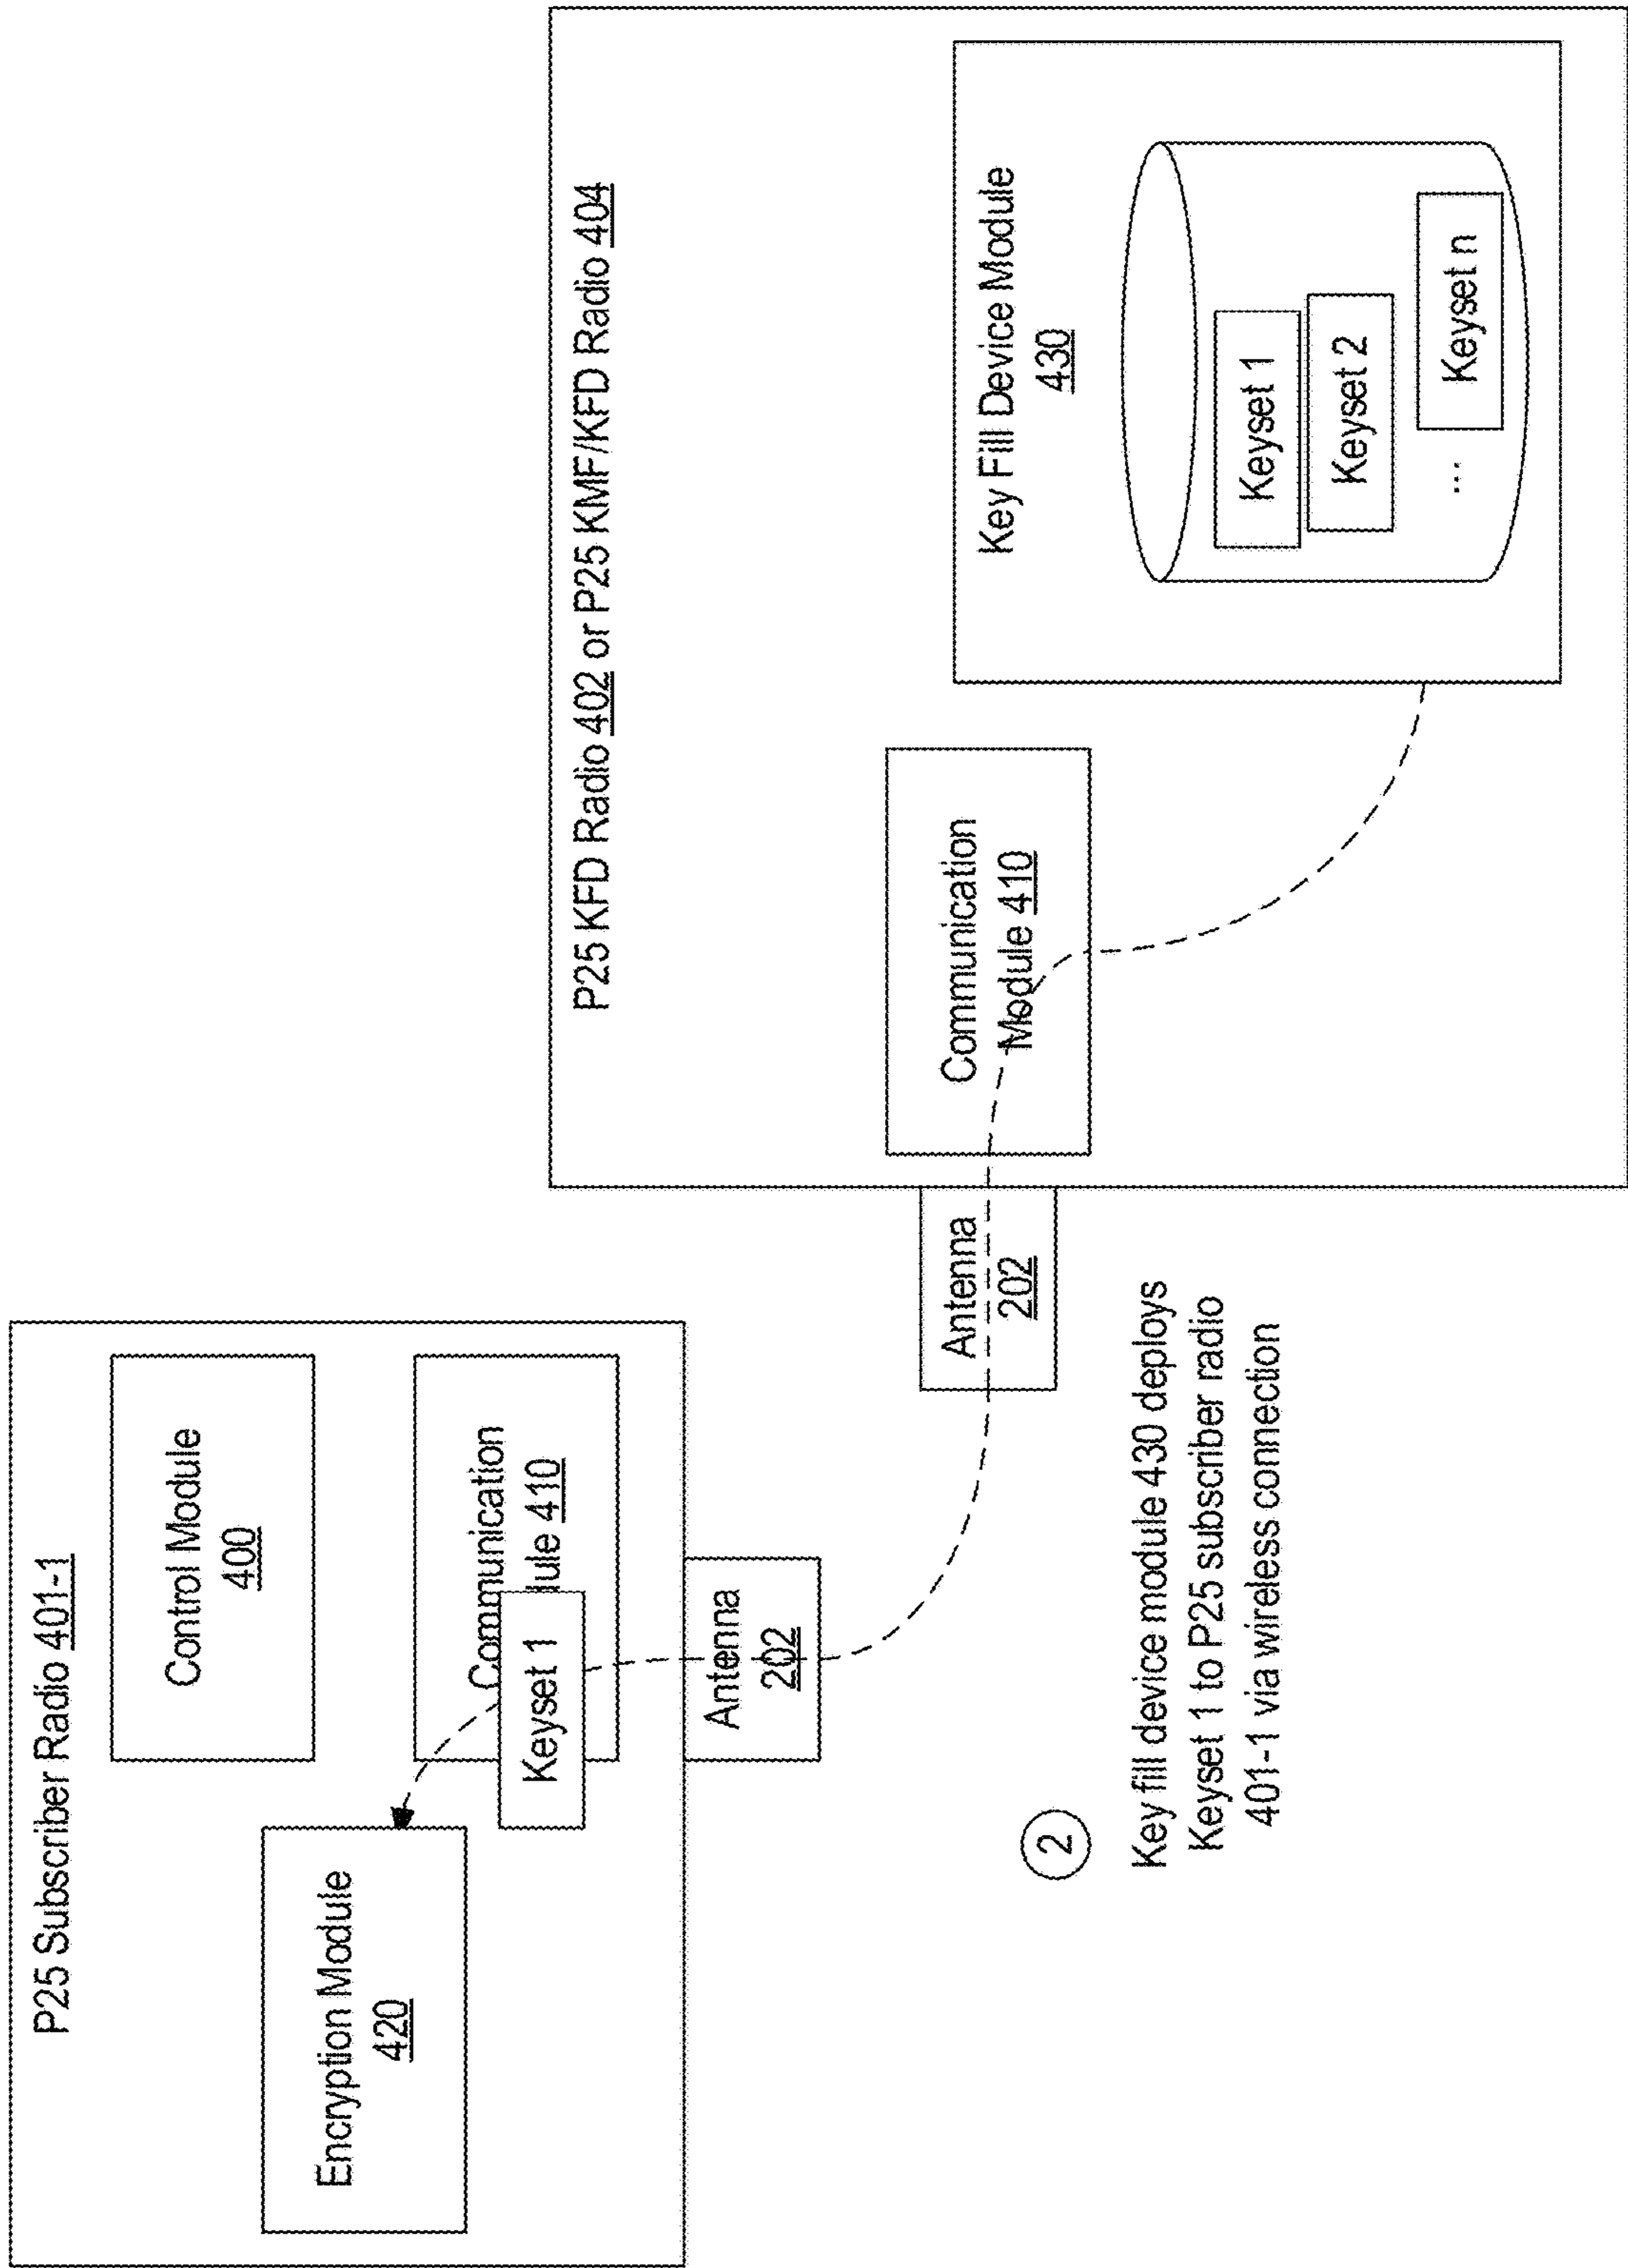 P25 Subscriber Radio 401-1
Control Module
400
Encryption Module
420
Communication
dule 410
Keyset 1
Antenna
202
P25 KFD Radio 402 or P25 KMF/KFD Radio 404
Communication
Module 410
Antenna
202
Key Fill Device Module
430
Keyset 1
Keyset 2
...
Keyset n
2
Key fill device module 430 deploys
Keyset 1 to P25 subscriber radio
401-1 via wireless connection